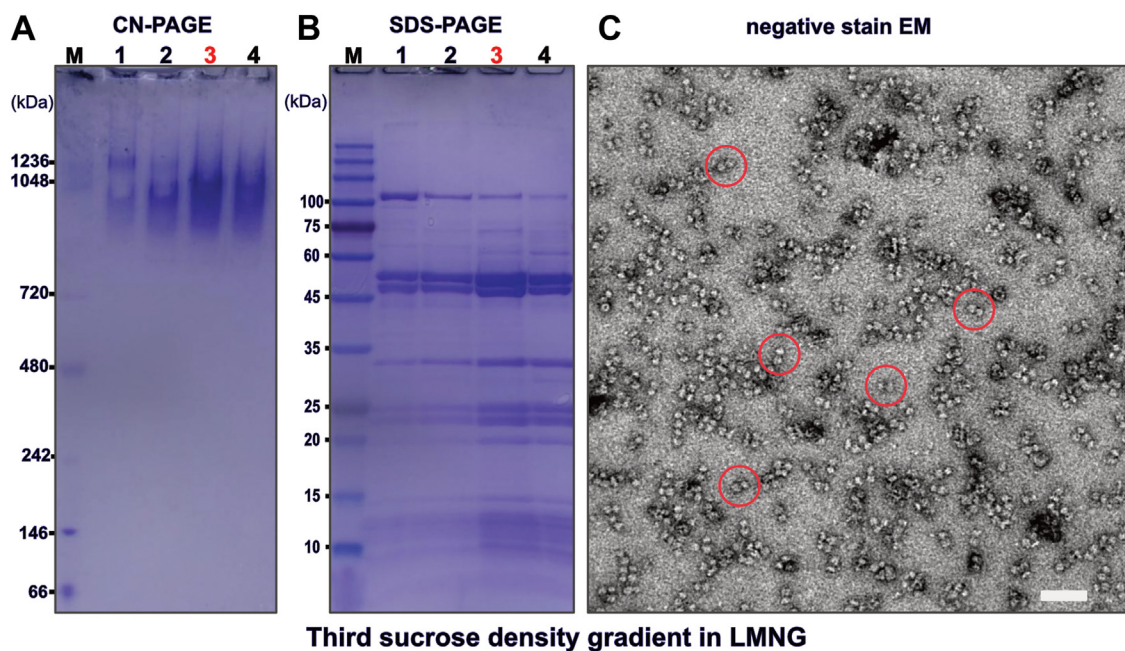 A CN-PAGE
M 1 2 3 4
(kDa)
1236
1048
720
480
242
146
66
B SDS-PAGE
M 1 2 3 4
(kDa)
100
75
60
45
35
25
20
15
10
C negative stain EM
Third sucrose density gradient in LMNG